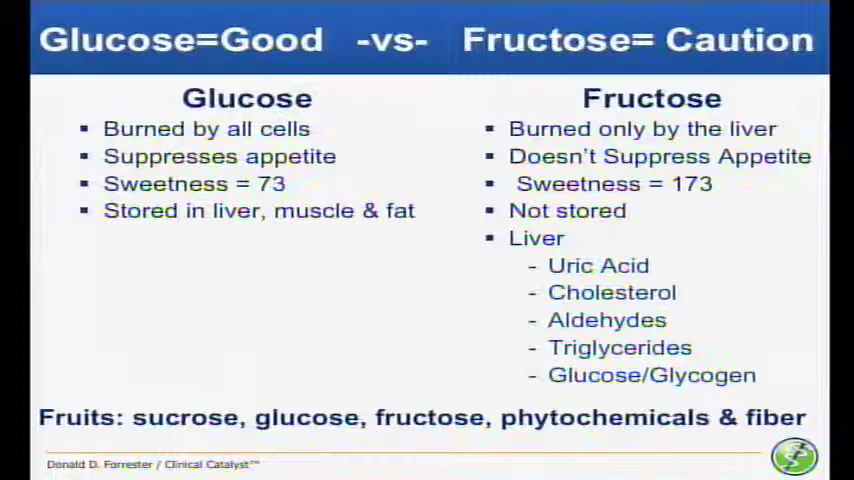 Glucose=Good -vs- Fructose= Caution
Glucose
▪ Burned by all cells
▪ Suppresses appetite
▪ Sweetness = 73
▪ Stored in liver, muscle & fat
Fructose
▪ Burned only by the liver
▪ Doesn't Suppress Appetite
▪ Sweetness = 173
▪ Not stored
▪ Liver
- Uric Acid
- Cholesterol
- Aldehydes
- Triglycerides
- Glucose/Glycogen
Fruits: sucrose, glucose, fructose, phytochemicals & fiber
Donald D. Forrester / Clinical Catalyst™